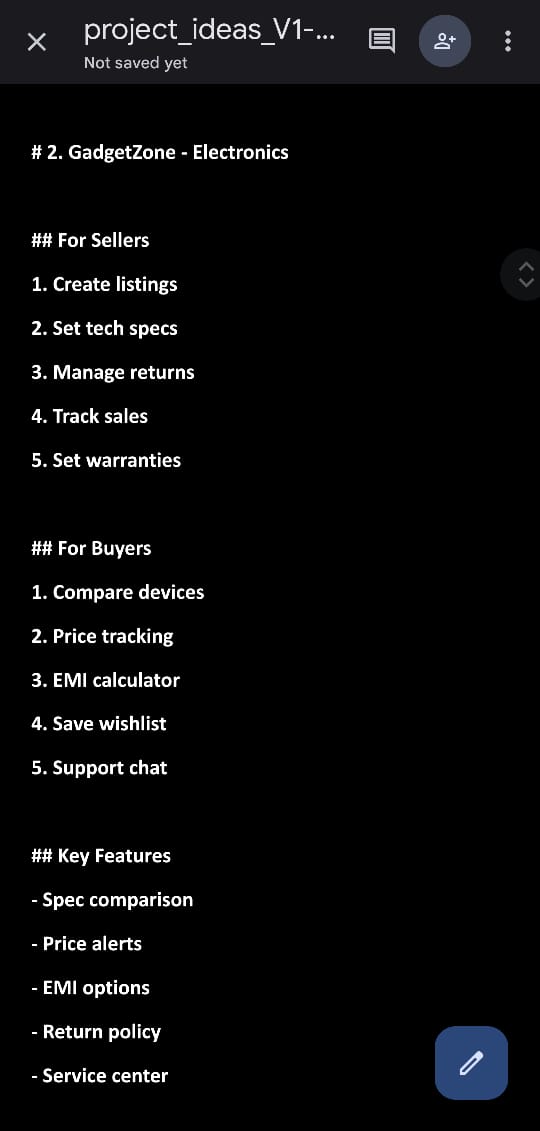 project_ideas_V1-...
Not saved yet
# 2. GadgetZone - Electronics
## For Sellers
1. Create listings
2. Set tech specs
3. Manage returns
4. Track sales
5. Set warranties
## For Buyers
1. Compare devices
2. Price tracking
3. EMI calculator
4. Save wishlist
5. Support chat
## Key Features
- Spec comparison
- Price alerts
- EMI options
- Return policy
- Service center